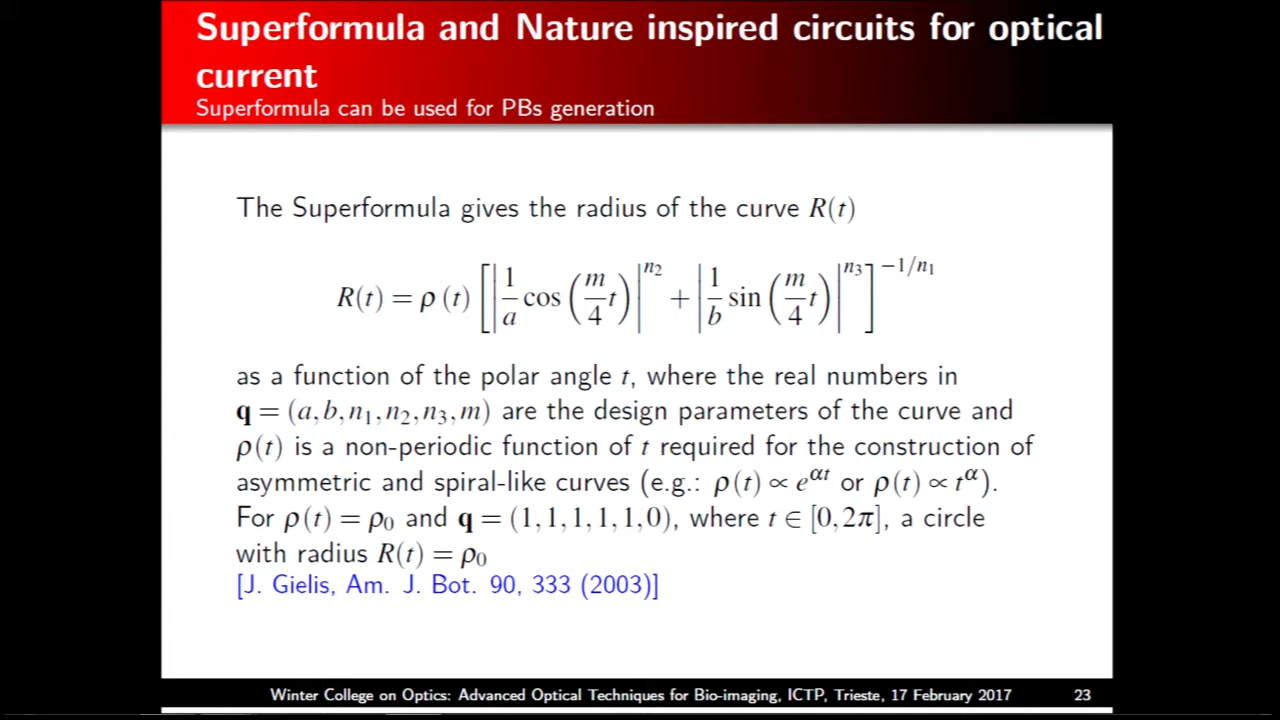 Superformula and Nature inspired circuits for optical
current
Superformula can be used for PBs generation
The Superformula gives the radius of the curve R(t)
R(t) = ρ (t) [ | 1/a cos ( m/4 t ) |^n₂ + | 1/b sin ( m/4 t ) |^n₃ ]^−1/n₁
as a function of the polar angle t, where the real numbers in
q = (a, b, n₁, n₂, n₃, m) are the design parameters of the curve and
ρ(t) is a non-periodic function of t required for the construction of
asymmetric and spiral-like curves (e.g.: ρ(t) ∝ e^αt or ρ(t) ∝ t^α).
For ρ(t) = ρ₀ and q = (1, 1, 1, 1, 1, 0), where t ∈ [0, 2π], a circle
with radius R(t) = ρ₀
[J. Gielis, Am. J. Bot. 90, 333 (2003)]
Winter College on Optics: Advanced Optical Techniques for Bio-imaging, ICTP, Trieste, 17 February 2017 23